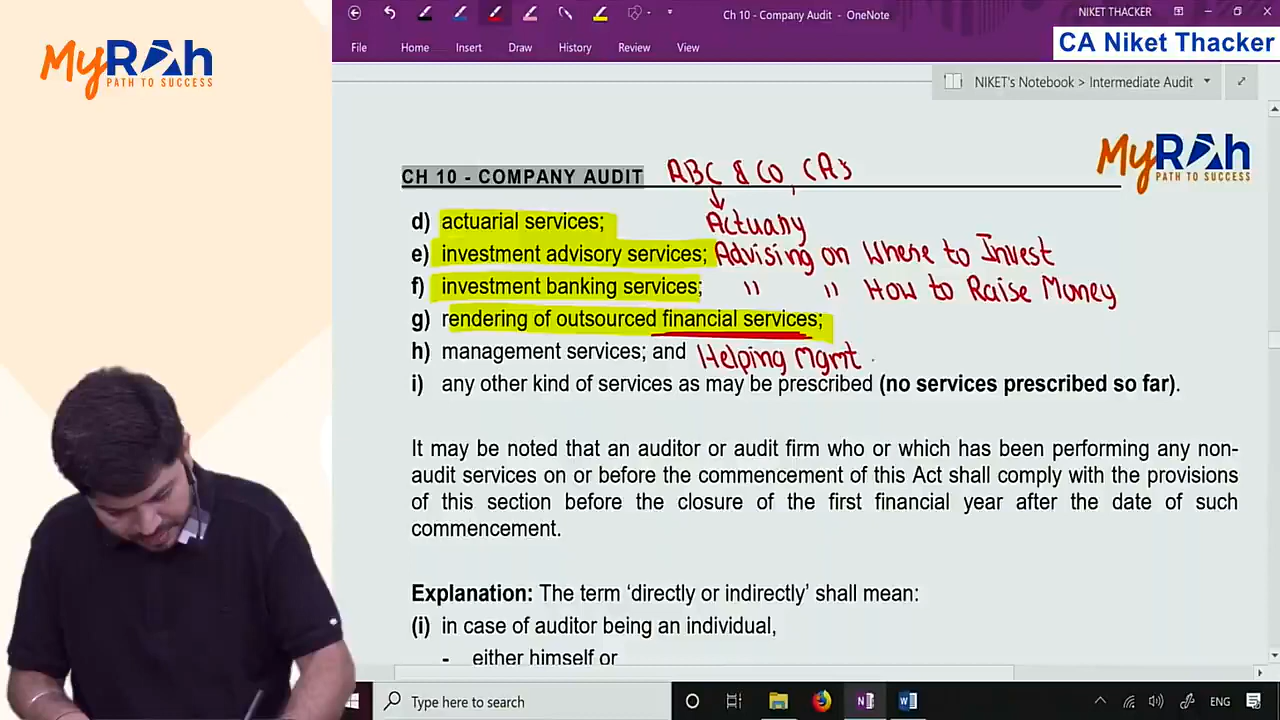 MyRAh
PATH TO SUCCESS
Ch 10 - Company Audit - OneNote
NIKET THACKER
File Home Insert Draw History Review View
CA Niket Thacker
NIKET's Notebook > Intermediate Audit
MyRAh
PATH TO SUCCESS
CH 10 - COMPANY AUDIT ABC & Co, CAs
d) actuarial services; Actuary
e) investment advisory services; Advising on Where to Invest
f) investment banking services; " " How to Raise Money
g) rendering of outsourced financial services;
h) management services; and Helping Mgmt
i) any other kind of services as may be prescribed (no services prescribed so far).
It may be noted that an auditor or audit firm who or which has been performing any non-
audit services on or before the commencement of this Act shall comply with the provisions
of this section before the closure of the first financial year after the date of such
commencement.
Explanation: The term ‘directly or indirectly’ shall mean:
(i) in case of auditor being an individual,
- either himself or
Type here to search
ENG